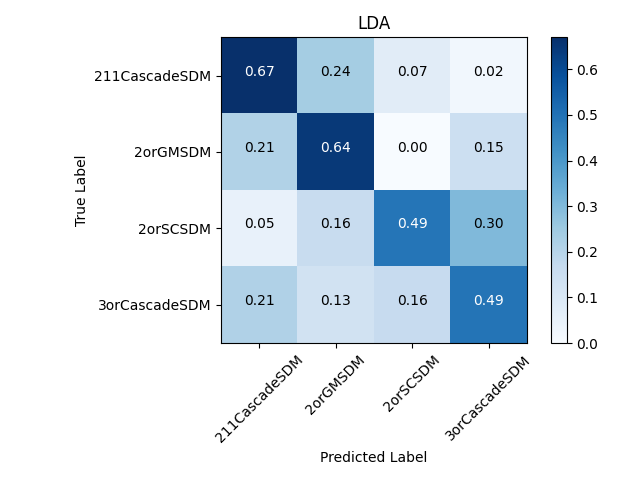 LDA
True Label
211CascadeSDM 0.67 0.24 0.07 0.02
2orGMSDM 0.21 0.64 0.00 0.15
2orSCSDM 0.05 0.16 0.49 0.30
3orCascadeSDM 0.21 0.13 0.16 0.49
211CascadeSDM 2orGMSDM 2orSCSDM 3orCascadeSDM
Predicted Label
0.6
0.5
0.4
0.3
0.2
0.1
0.0